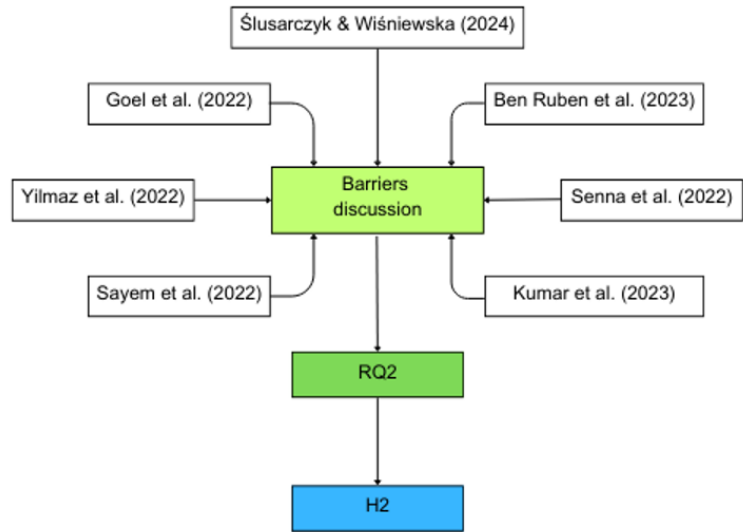 Ślusarczyk & Wiśniewska (2024)
Goel et al. (2022)
Ben Ruben et al. (2023)
Yilmaz et al. (2022)
Barriers
discussion
Senna et al. (2022)
Sayem et al. (2022)
Kumar et al. (2023)
RQ2
H2